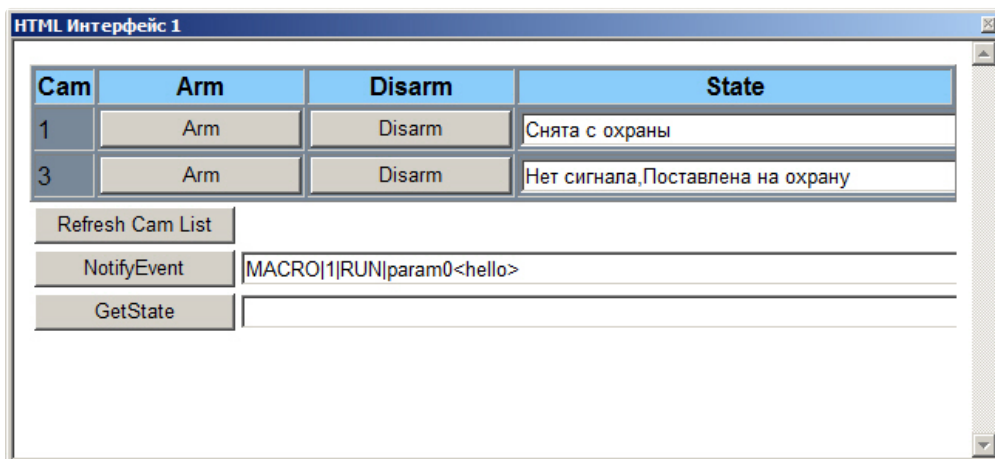 HTML Интерфейс 1
Cam Arm Disarm State
1 Arm Disarm Снята с охраны
3 Arm Disarm Нет сигнала,Поставлена на охрану
Refresh Cam List
NotifyEvent MACRO|1|RUN|param0<hello>
GetState